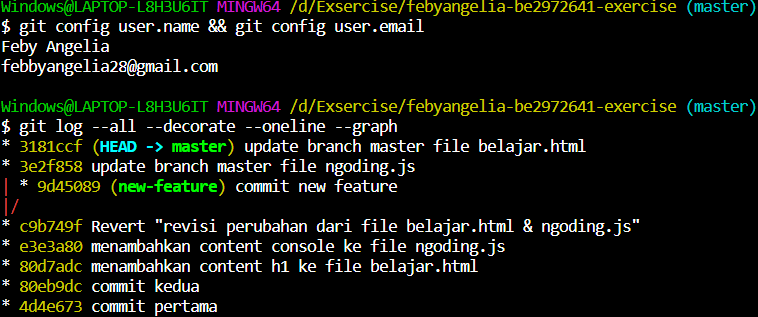 Windows@LAPTOP-L8H3U6IT MINGW64 /d/Exsercise/febyangelia-be2972641-exercise (master)
$ git config user.name && git config user.email
Feby Angelia
febbyangelia28@gmail.com
Windows@LAPTOP-L8H3U6IT MINGW64 /d/Exsercise/febyangelia-be2972641-exercise (master)
$ git log --all --decorate --oneline --graph
* 3181ccf (HEAD -> master) update branch master file belajar.html
* 3e2f858 update branch master file ngoding.js
| * 9d45089 (new-feature) commit new feature
|/
* c9b749f Revert "revisi perubahan dari file belajar.html & ngoding.js"
* e3e3a80 menambahkan content console ke file ngoding.js
* 80d7adc menambahkan content h1 ke file belajar.html
* 80eb9dc commit kedua
* 4d4e673 commit pertama